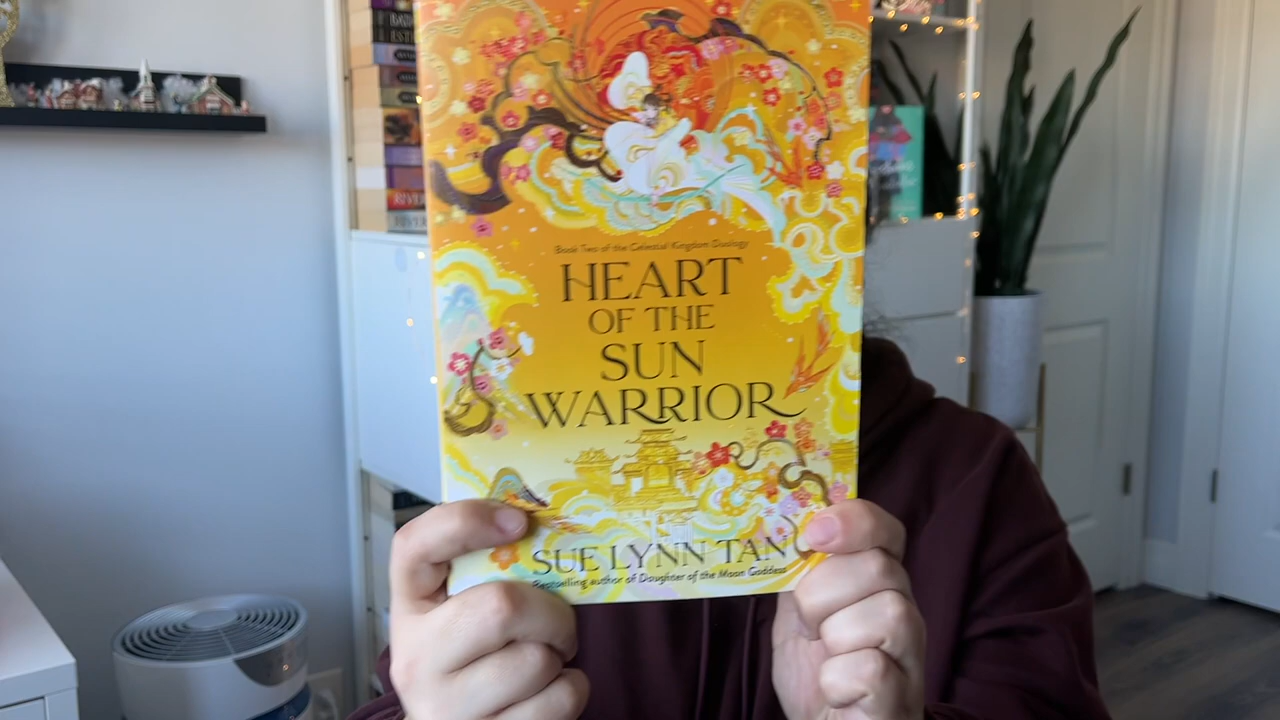 Book Two of the Celestial Kingdom Duology
HEART
OF THE
SUN
WARRIOR
SUE LYNN TAN
Bestselling author of Daughter of the Moon Goddess